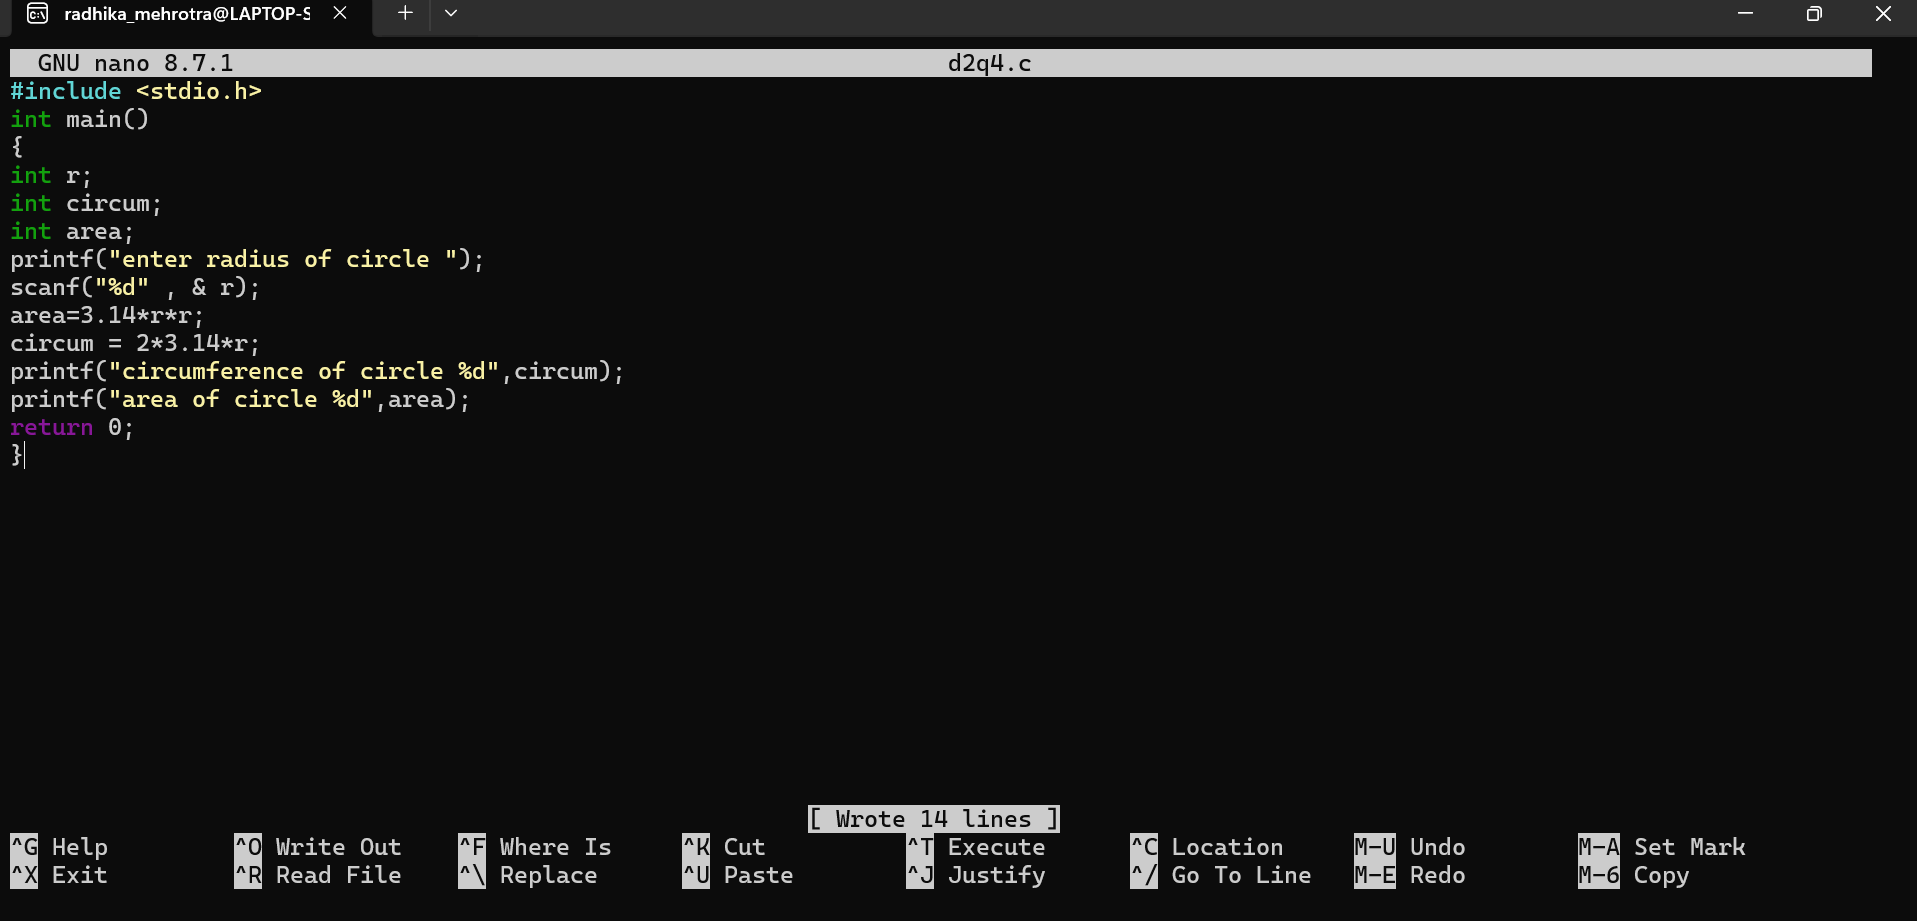 radhika_mehrotra@LAPTOP-S
GNU nano 8.7.1 d2q4.c
#include <stdio.h>
int main()
{
int r;
int circum;
int area;
printf("enter radius of circle ");
scanf("%d" , & r);
area=3.14*r*r;
circum = 2*3.14*r;
printf("circumference of circle %d",circum);
printf("area of circle %d",area);
return 0;
}
[ Wrote 14 lines ]
^G Help ^O Write Out ^F Where Is ^K Cut ^T Execute ^C Location M-U Undo M-A Set Mark
^X Exit ^R Read File ^\ Replace ^U Paste ^J Justify ^/ Go To Line M-E Redo M-6 Copy